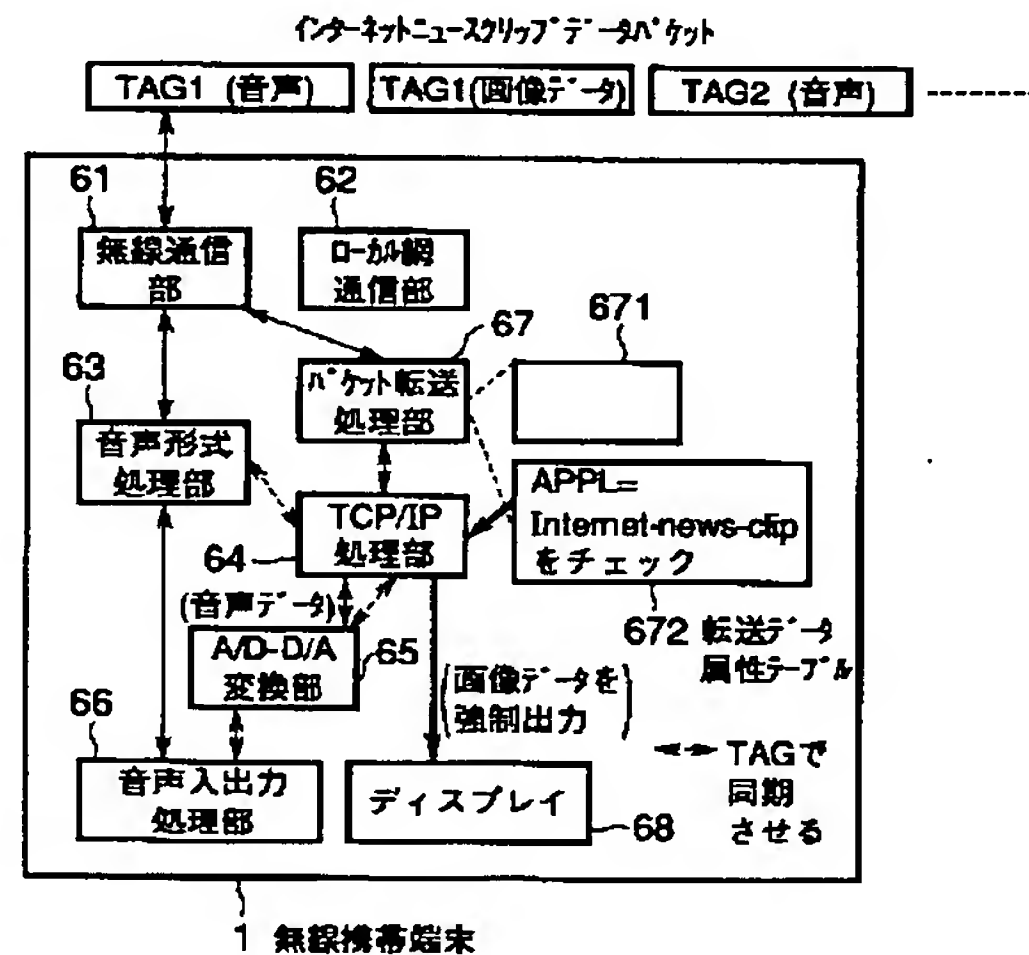 インターネットニュースクリップデータパケット
TAG1 (音声)
TAG1(画像データ)
TAG2 (音声)
61
無線通信
部
62
ローカル網
通信部
67
パケット転送
処理部
671
63
音声形式
処理部
TCP/IP
処理部
64
APPL=
Internet-news-clip
をチェック
672 転送データ
属性テーブル
(音声データ)
A/D-D/A
変換部
65
(画像データを
強制出力)
66
音声入出力
処理部
ディスプレイ
68
TAGで
同期
させる
1 無線携帯端末